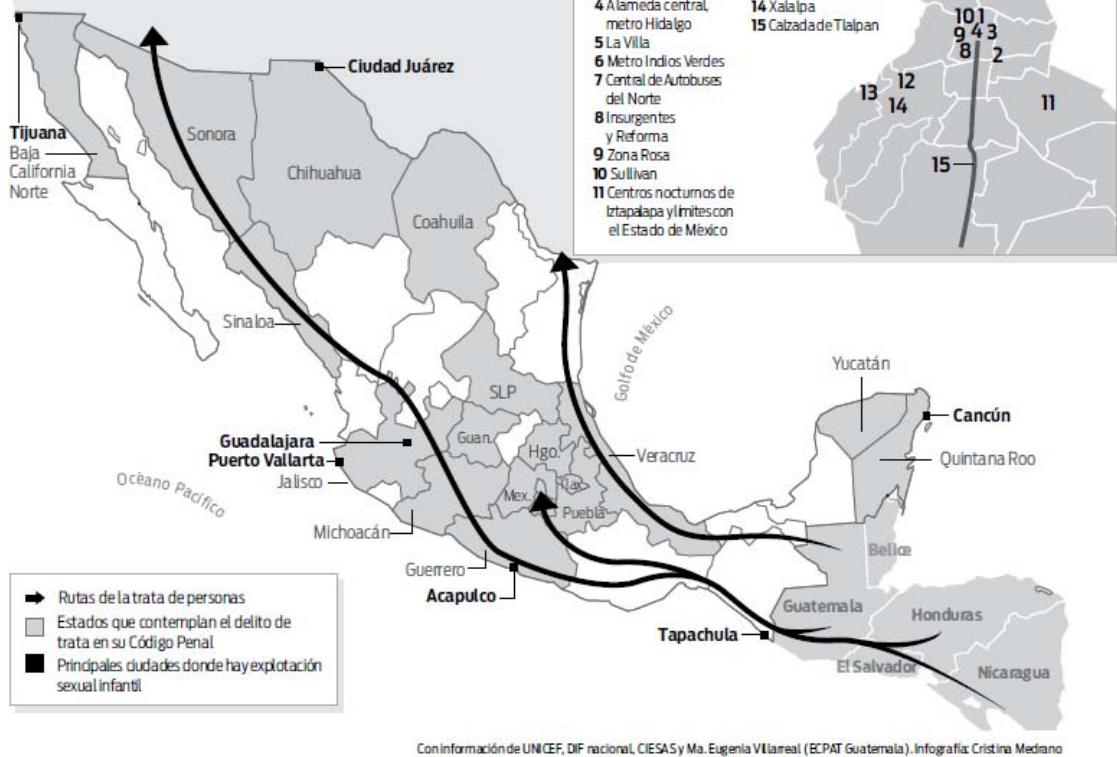 4 Alameda central,
metro Hidalgo
5 La Villa
6 Metro Indios Verdes
7 Central de Autobuses
del Norte
8 Insurgentes
y Reforma
9 Zona Rosa
10 Sullivan
11 Centros nocturnos de
Iztapalapa y límites con
el Estado de México
14 Xalalpa
15 Calzada de Tlalpan
10 1
9 4 3
8 2
13 12
14
11
15
Ciudad Juárez
Tijuana
Baja
California
Norte
Sonora
Chihuahua
Coahuila
Sinaloa
Golfo de México
SLP
Yucatán
Cancún
Guadalajara
Puerto Vallarta
Jalisco
Guan.
Hgo.
Veracruz
Quintana Roo
Océano Pacífico
Mex.
Tlax.
Puebla
Michoacán
Guerrero
Acapulco
Belice
Guatemala
Honduras
Tapachula
El Salvador
Nicaragua
Rutas de la trata de personas
Estados que contemplan el delito de
trata en su Código Penal
Principales ciudades donde hay explotación
sexual infantil
Con información de UNICEF, DIF nacional, CIESAS y Ma. Eugenia Villarreal (ECPAT Guatemala). Infografía: Cristina Medrano